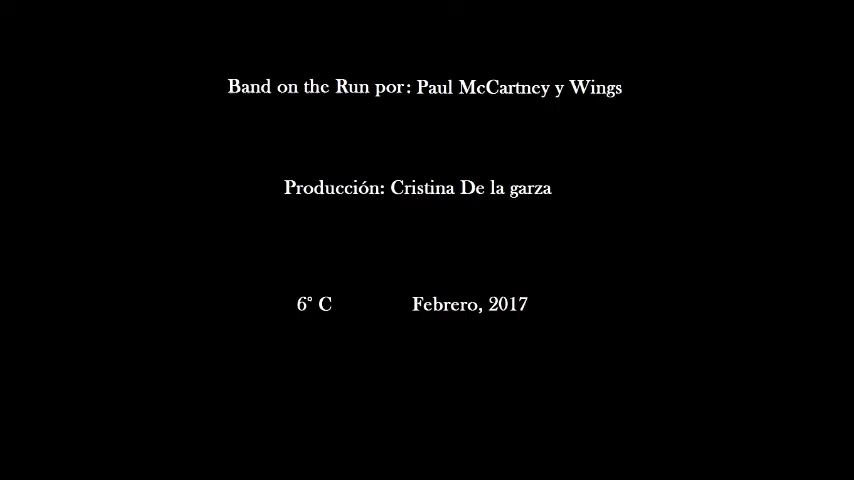 Band on the Run por: Paul McCartney y Wings
Producción: Cristina De la garza
6° C Febrero, 2017